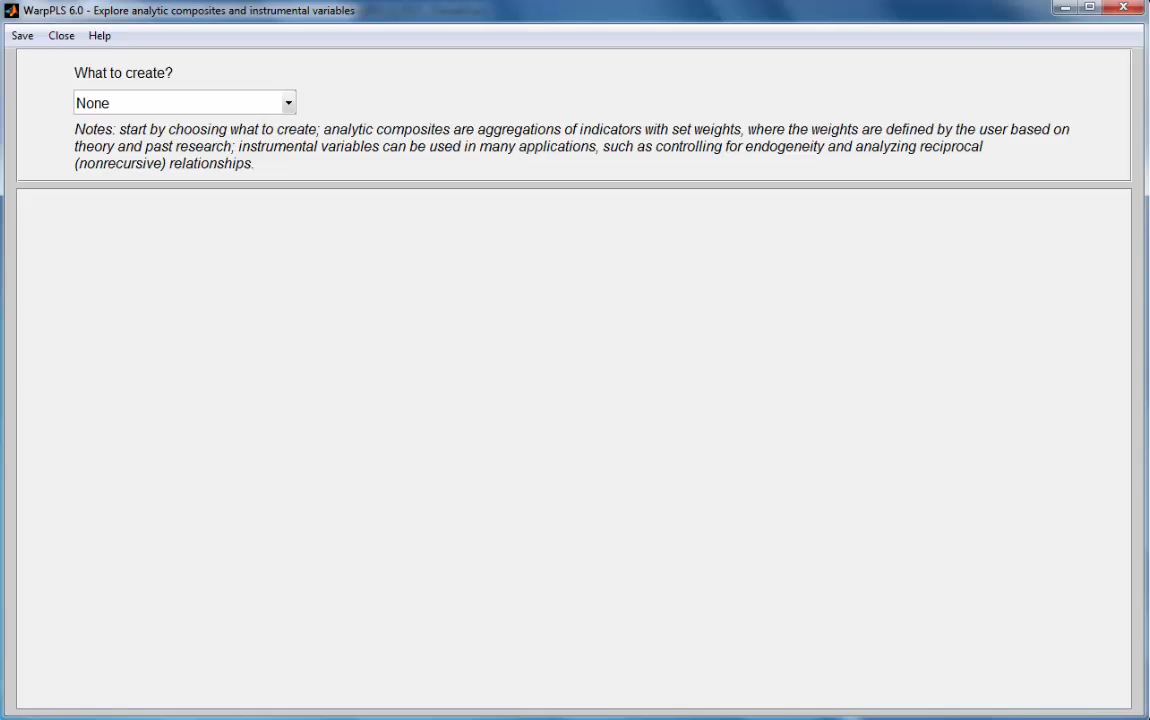 WarpPLS 6.0 - Explore analytic composites and instrumental variables
Save Close Help
What to create?
None
Notes: start by choosing what to create; analytic composites are aggregations of indicators with set weights, where the weights are defined by the user based on
theory and past research; instrumental variables can be used in many applications, such as controlling for endogeneity and analyzing reciprocal
(nonrecursive) relationships.